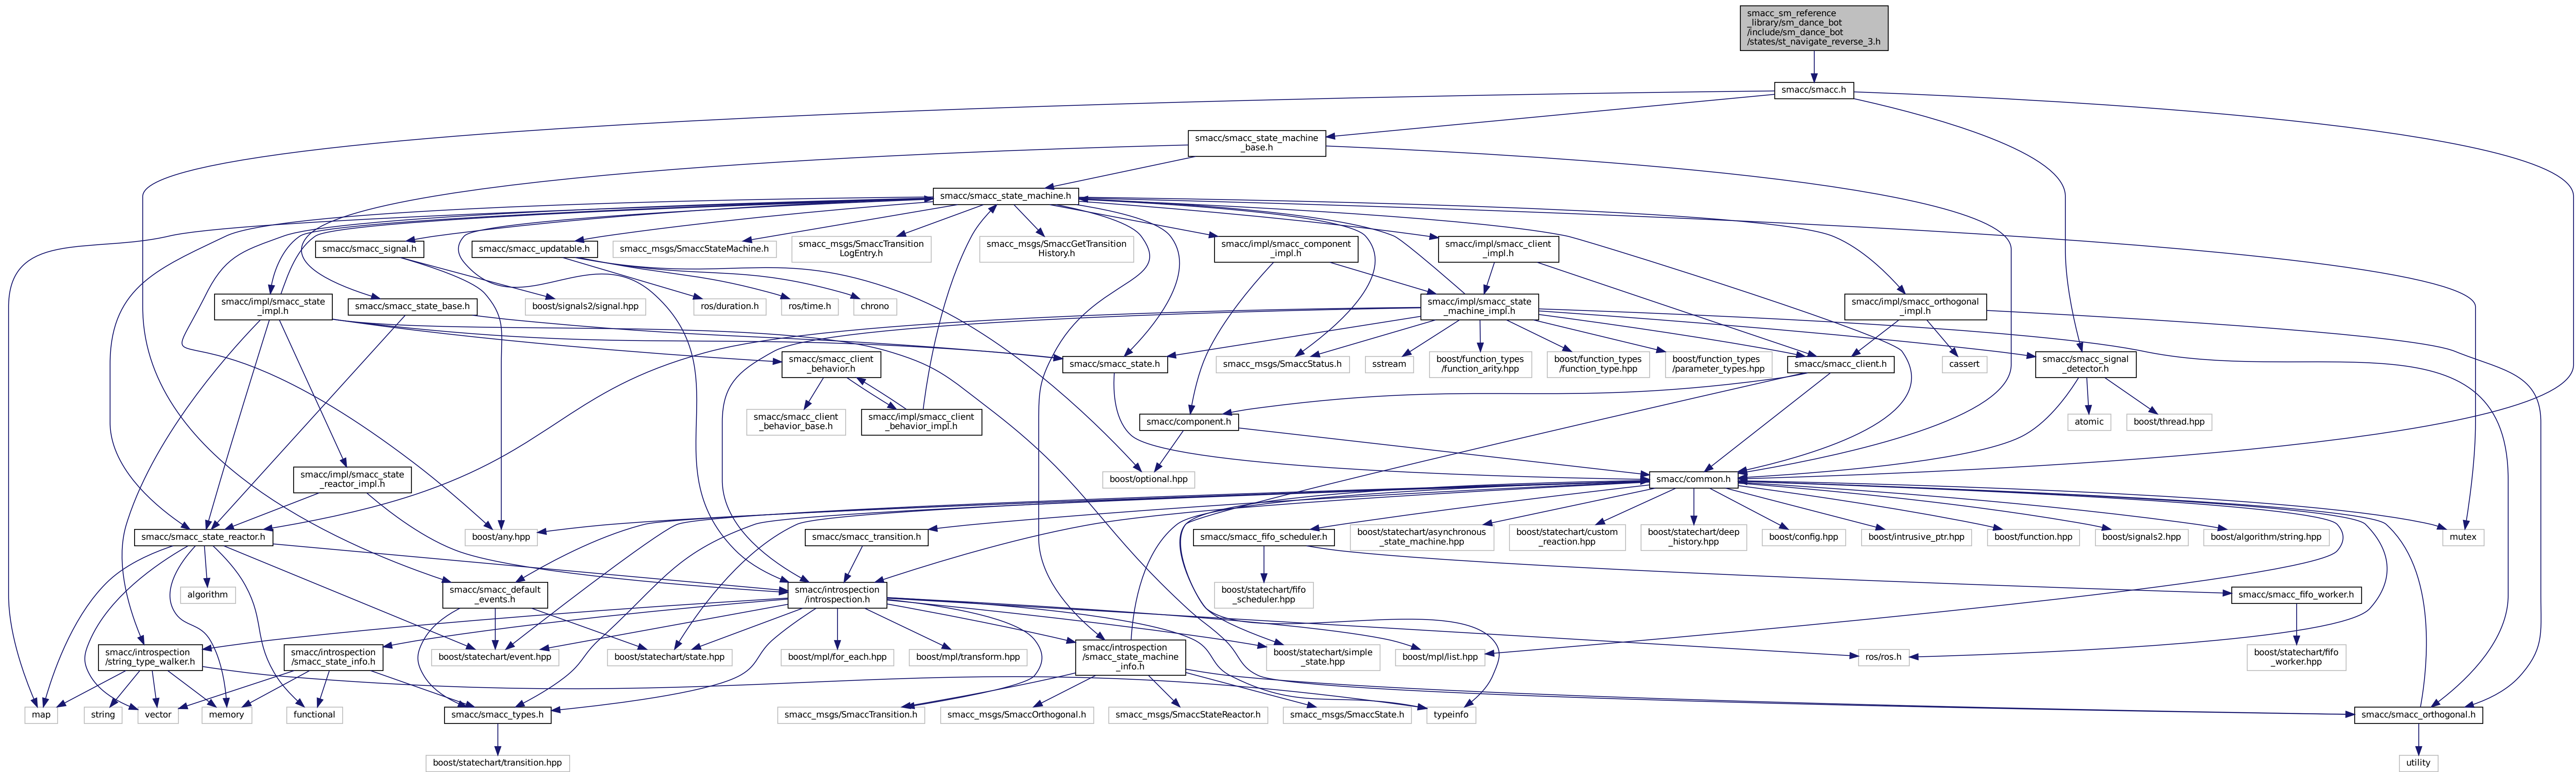 smacc_sm_reference
_library/sm_dance_bot
/include/sm_dance_bot
/states/st_navigate_reverse_3.h
smacc/smacc.h
smacc/smacc_state_machine
_base.h
smacc/smacc_state_machine.h
smacc/smacc_signal.h
smacc/smacc_updatable.h
smacc_msgs/SmaccStateMachine.h
smacc_msgs/SmaccTransition
LogEntry.h
smacc_msgs/SmaccGetTransition
History.h
smacc/impl/smacc_component
_impl.h
smacc/impl/smacc_client
_impl.h
smacc/impl/smacc_state
_impl.h
smacc/smacc_state_base.h
boost/signals2/signal.hpp
ros/duration.h
ros/time.h
chrono
smacc/impl/smacc_state
_machine_impl.h
smacc/impl/smacc_orthogonal
_impl.h
smacc/smacc_client
_behavior.h
smacc/smacc_state.h
smacc_msgs/SmaccStatus.h
sstream
boost/function_types
/function_arity.hpp
boost/function_types
/function_type.hpp
boost/function_types
/parameter_types.hpp
smacc/smacc_client.h
cassert
smacc/smacc_signal
_detector.h
smacc/smacc_client
_behavior_base.h
smacc/impl/smacc_client
_behavior_impl.h
smacc/component.h
atomic
boost/thread.hpp
smacc/impl/smacc_state
_reactor_impl.h
boost/optional.hpp
smacc/common.h
smacc/smacc_state_reactor.h
boost/any.hpp
smacc/smacc_transition.h
smacc/smacc_fifo_scheduler.h
boost/statechart/asynchronous
_state_machine.hpp
boost/statechart/custom
_reaction.hpp
boost/statechart/deep
_history.hpp
boost/config.hpp
boost/intrusive_ptr.hpp
boost/function.hpp
boost/signals2.hpp
boost/algorithm/string.hpp
mutex
algorithm
smacc/smacc_default
_events.h
smacc/introspection
/introspection.h
boost/statechart/fifo
_scheduler.hpp
smacc/smacc_fifo_worker.h
smacc/introspection
/string_type_walker.h
smacc/introspection
/smacc_state_info.h
boost/statechart/event.hpp
boost/statechart/state.hpp
boost/mpl/for_each.hpp
boost/mpl/transform.hpp
smacc/introspection
/smacc_state_machine
_info.h
boost/statechart/simple
_state.hpp
boost/mpl/list.hpp
ros/ros.h
boost/statechart/fifo
_worker.hpp
map
string
vector
memory
functional
smacc/smacc_types.h
smacc_msgs/SmaccTransition.h
smacc_msgs/SmaccOrthogonal.h
smacc_msgs/SmaccStateReactor.h
smacc_msgs/SmaccState.h
typeinfo
smacc/smacc_orthogonal.h
boost/statechart/transition.hpp
utility